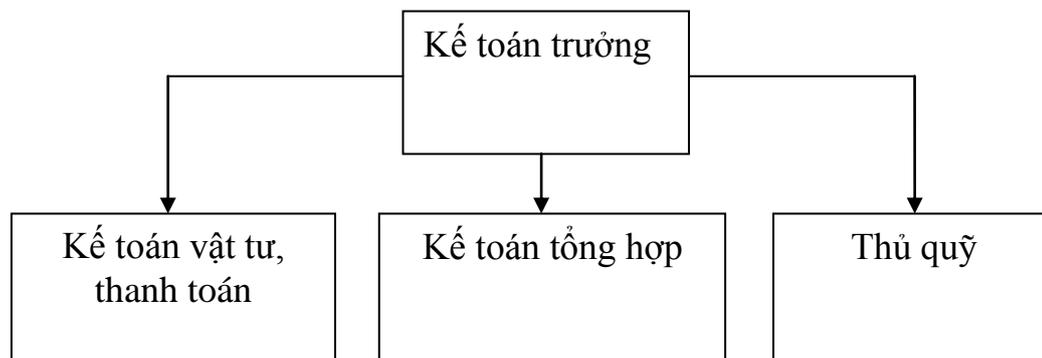 Kế toán trưởng
Kế toán vật tư,
thanh toán
Kế toán tổng hợp
Thủ quỹ